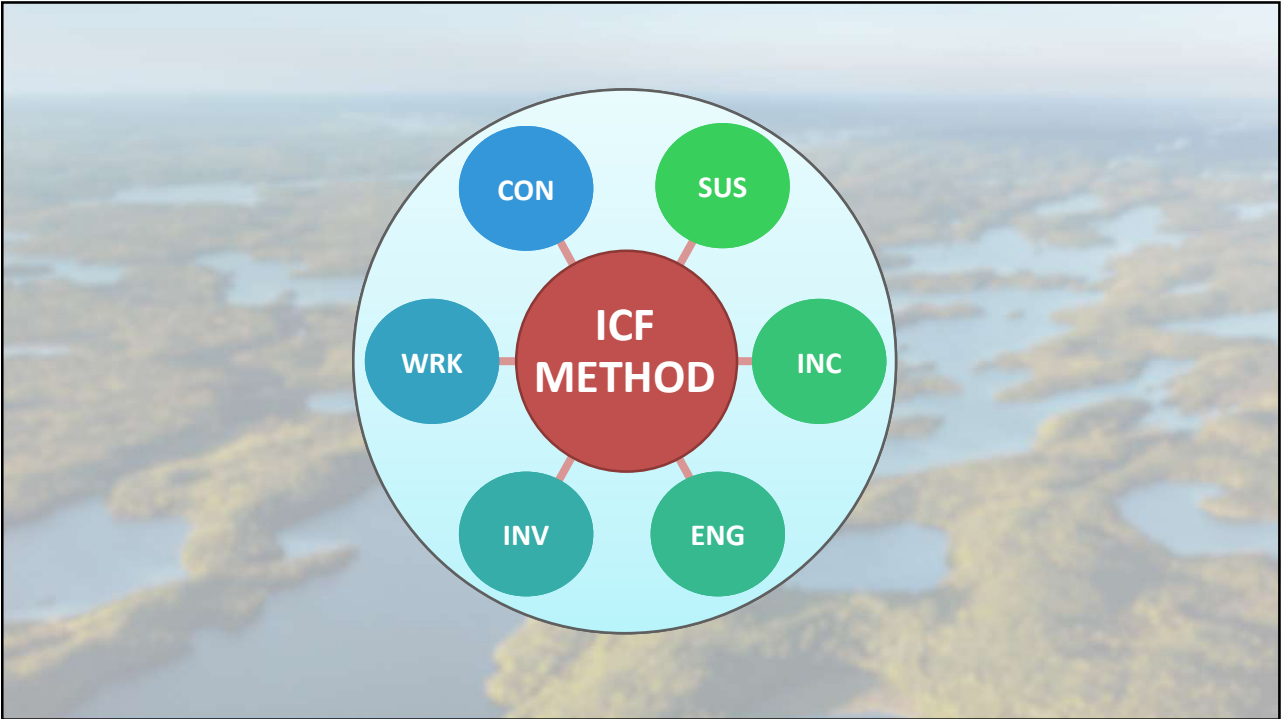 CON
SUS
WRK
ICF
METHOD
INC
INV
ENG